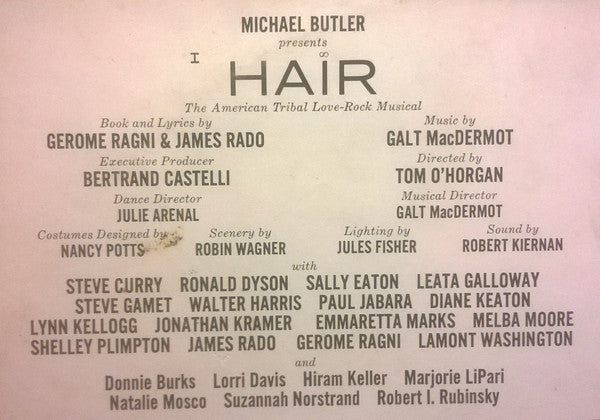 MICHAEL BUTLER
presents
I
HAIR
The American Tribal Love-Rock Musical
Book and Lyrics by Music by
GEROME RAGNI & JAMES RADO GALT MacDERMOT
Executive Producer Directed by
BERTRAND CASTELLI TOM O'HORGAN
Dance Director Musical Director
JULIE ARENAL GALT MacDERMOT
Costumes Designed by Scenery by Lighting by Sound by
NANCY POTTS ROBIN WAGNER JULES FISHER ROBERT KIERNAN
with
STEVE CURRY RONALD DYSON SALLY EATON LEATA GALLOWAY
STEVE GAMET WALTER HARRIS PAUL JABARA DIANE KEATON
LYNN KELLOGG JONATHAN KRAMER EMMARETTA MARKS MELBA MOORE
SHELLEY PLIMPTON JAMES RADO GEROME RAGNI LAMONT WASHINGTON
and
Donnie Burks Lorri Davis Hiram Keller Marjorie LiPari
Natalie Mosco Suzannah Norstrand Robert I. Rubinsky